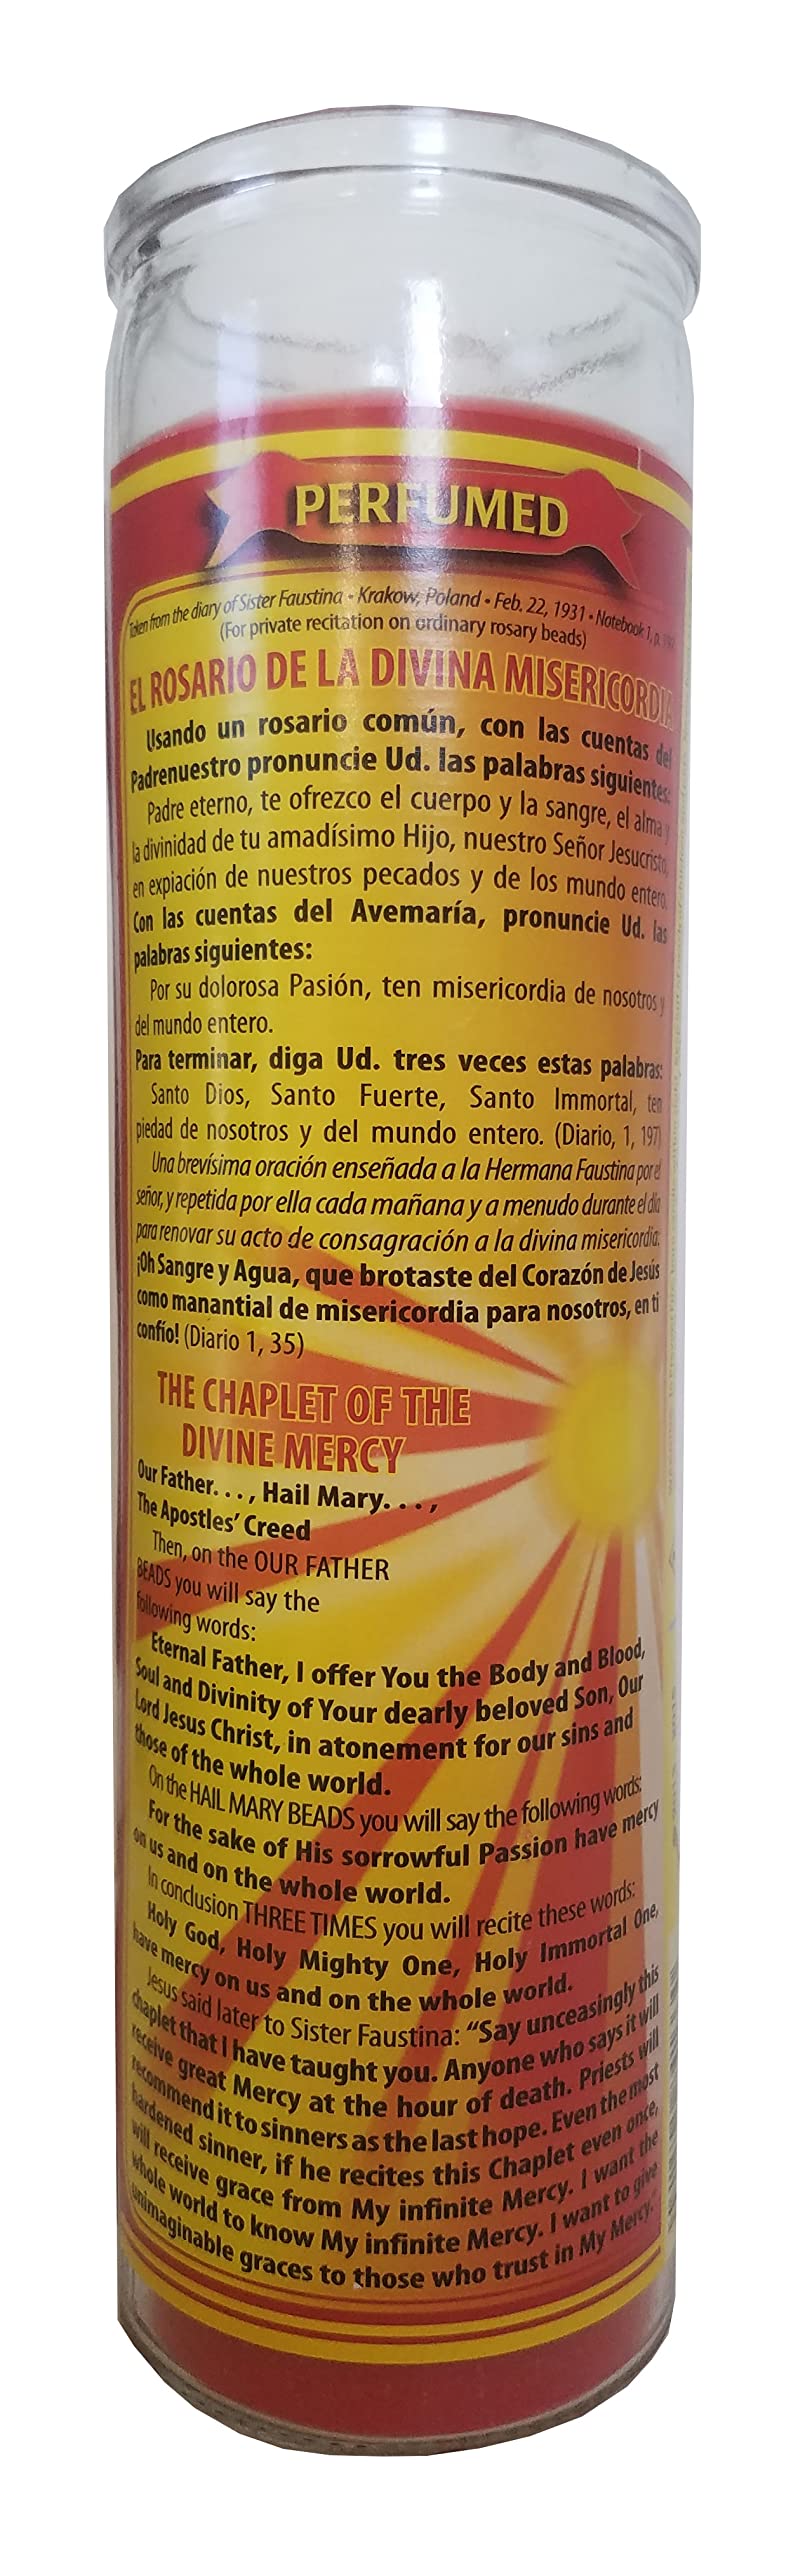 PERFUMED
Taken from the diary of Sister Faustina • Krakow, Poland • Feb. 22, 1931 • Notebook 1, p.
(For private recitation on ordinary rosary beads)
EL ROSARIO DE LA DIVINA MISERICORDIA
Usando un rosario común, con las cuentas del
Padrenuestro pronuncie Ud. las palabras siguientes:
Padre eterno, te ofrezco el cuerpo y la sangre, el alma y
la divinidad de tu amadísimo Hijo, nuestro Señor Jesucristo,
en expiación de nuestros pecados y de los mundo entero.
Con las cuentas del Avemaría, pronuncie Ud. las
palabras siguientes:
Por su dolorosa Pasión, ten misericordia de nosotros y
del mundo entero.
Para terminar, diga Ud. tres veces estas palabras:
Santo Dios, Santo Fuerte, Santo Immortal, ten
piedad de nosotros y del mundo entero. (Diario, 1, 197)
Una brevísima oración enseñada a la Hermana Faustina por el
señor, y repetida por ella cada mañana y a menudo durante el día
para renovar su acto de consagración a la divina misericordia:
¡Oh Sangre y Agua, que brotaste del Corazón de Jesús
como manantial de misericordia para nosotros, en ti
confío! (Diario 1, 35)
THE CHAPLET OF THE
DIVINE MERCY
Our Father. . . , Hail Mary. . . ,
The Apostles' Creed
Then, on the OUR FATHER
BEADS you will say the
following words:
Eternal Father, I offer You the Body and Blood,
Soul and Divinity of Your dearly beloved Son, Our
Lord Jesus Christ, in atonement for our sins and
those of the whole world.
On the HAIL MARY BEADS you will say the following words:
For the sake of His sorrowful Passion have mercy
on us and on the whole world.
In conclusion THREE TIMES you will recite these words:
Holy God, Holy Mighty One, Holy Immortal One,
have mercy on us and on the whole world.
Jesus said later to Sister Faustina: "Say unceasingly this
chaplet that I have taught you. Anyone who says it will
receive great Mercy at the hour of death. Priests will
recommend it to sinners as the last hope. Even the most
hardened sinner, if he recites this Chaplet even once,
will receive grace from My infinite Mercy. I want the
whole world to know My infinite Mercy. I want to give
unimaginable graces to those who trust in My Mercy."